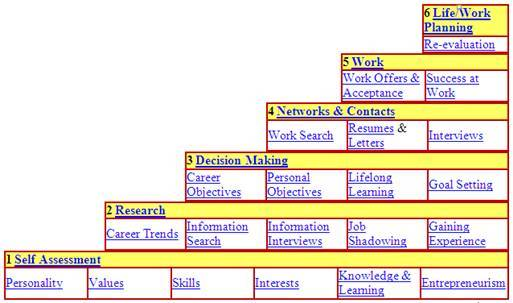 6 Life/Work
Planning
Re-evaluation
5 Work
Work Offers &
Acceptance
Success at
Work
4 Networks & Contacts
Work Search
Resumes &
Letters
Interviews
3 Decision Making
Career
Objectives
Personal
Objectives
Lifelong
Learning
Goal Setting
2 Research
Career Trends
Information
Search
Information
Interviews
Job
Shadowing
Gaining
Experience
1 Self Assessment
Personality
Values
Skills
Interests
Knowledge &
Learning
Entrepreneurism